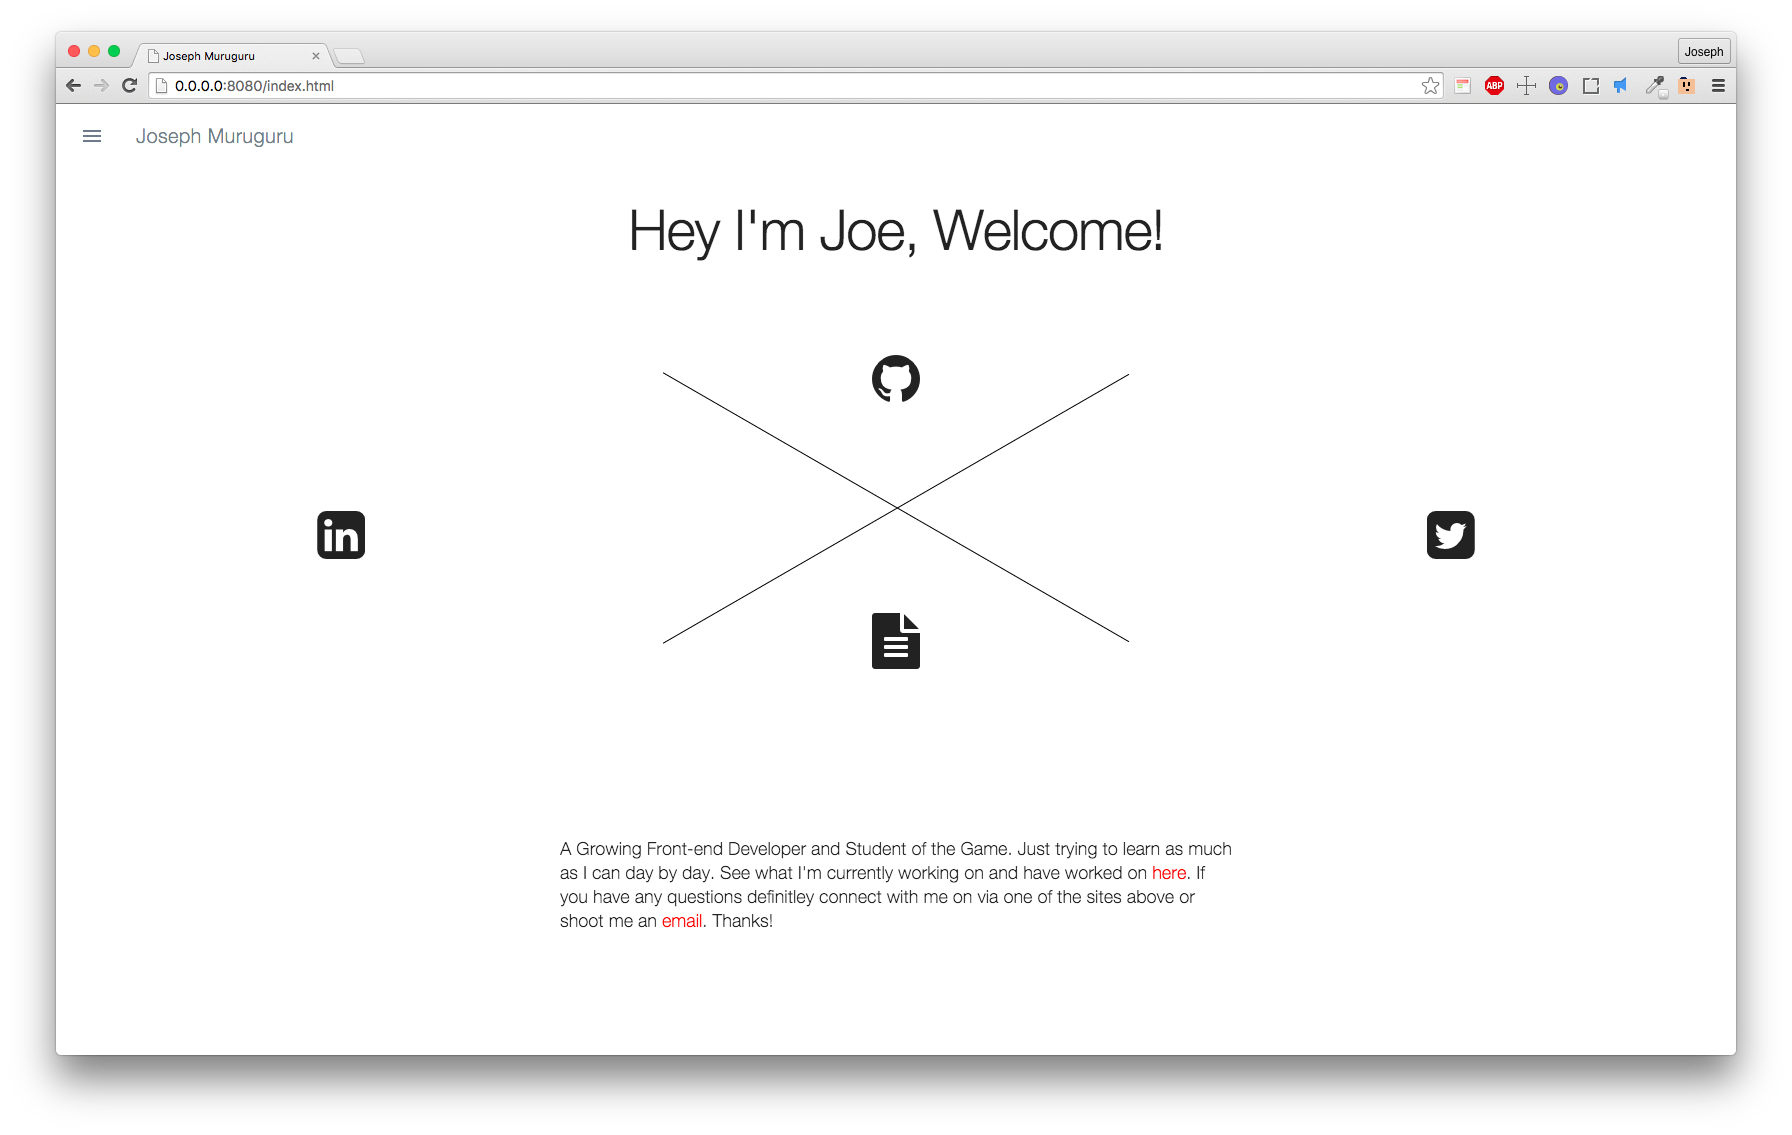 Joseph Muruguru
Joseph
0.0.0.0:8080/index.html
ABP
Joseph Muruguru
Hey I'm Joe, Welcome!
in
A Growing Front-end Developer and Student of the Game. Just trying to learn as much
as I can day by day. See what I'm currently working on and have worked on here. If
you have any questions definitley connect with me on via one of the sites above or
shoot me an email. Thanks!